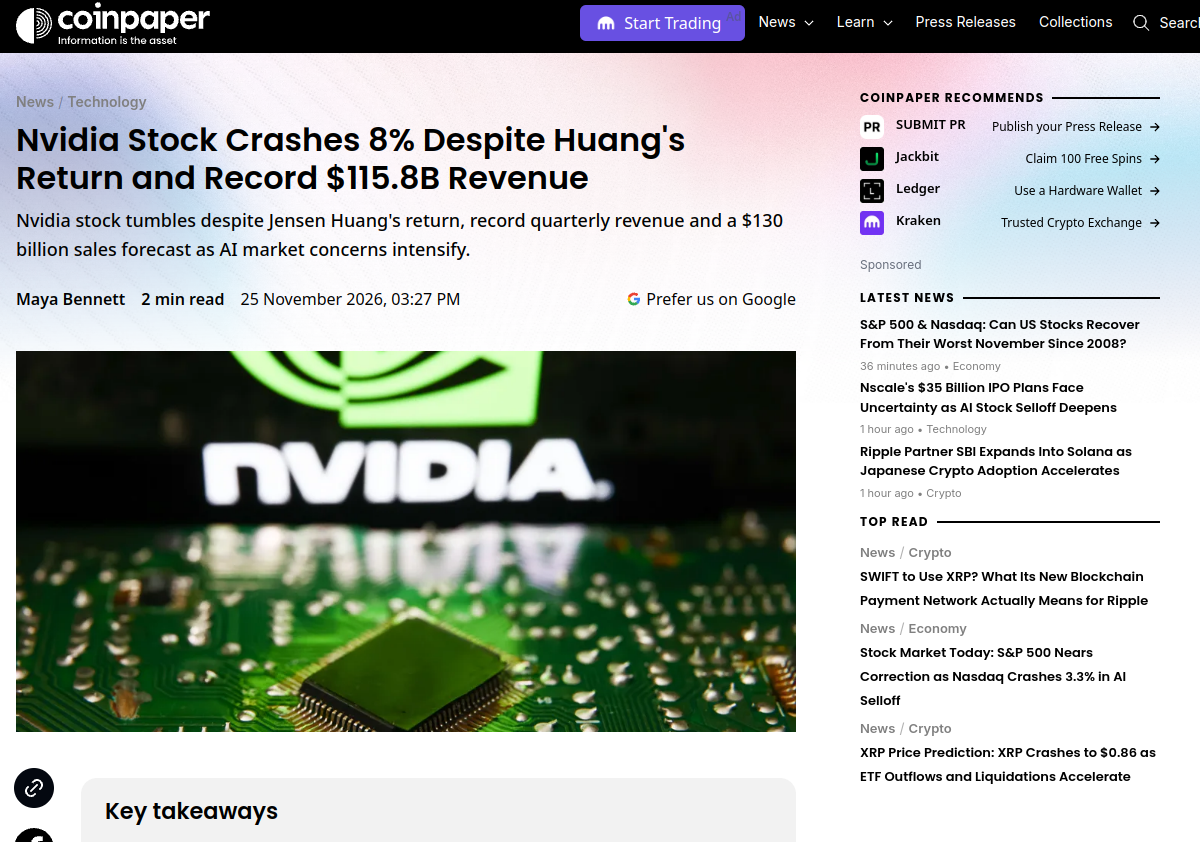 coinpaper
Information is the asset
Start Trading
Ad
News
Learn
Press Releases
Collections
Search
News / Technology
Nvidia Stock Crashes 8% Despite Huang's
Return and Record $115.8B Revenue
Nvidia stock tumbles despite Jensen Huang's return, record quarterly revenue and a $130
billion sales forecast as AI market concerns intensify.
Maya Bennett 2 min read 25 November 2026, 03:27 PM
Prefer us on Google
NVIDIA.
Key takeaways
COINPAPER RECOMMENDS
PR SUBMIT PR Publish your Press Release →
Jackbit Claim 100 Free Spins →
L Ledger Use a Hardware Wallet →
Kraken Trusted Crypto Exchange →
Sponsored
LATEST NEWS
S&P 500 & Nasdaq: Can US Stocks Recover
From Their Worst November Since 2008?
36 minutes ago • Economy
Nscale's $35 Billion IPO Plans Face
Uncertainty as AI Stock Selloff Deepens
1 hour ago • Technology
Ripple Partner SBI Expands Into Solana as
Japanese Crypto Adoption Accelerates
1 hour ago • Crypto
TOP READ
News / Crypto
SWIFT to Use XRP? What Its New Blockchain
Payment Network Actually Means for Ripple
News / Economy
Stock Market Today: S&P 500 Nears
Correction as Nasdaq Crashes 3.3% in AI
Selloff
News / Crypto
XRP Price Prediction: XRP Crashes to $0.86 as
ETF Outflows and Liquidations Accelerate